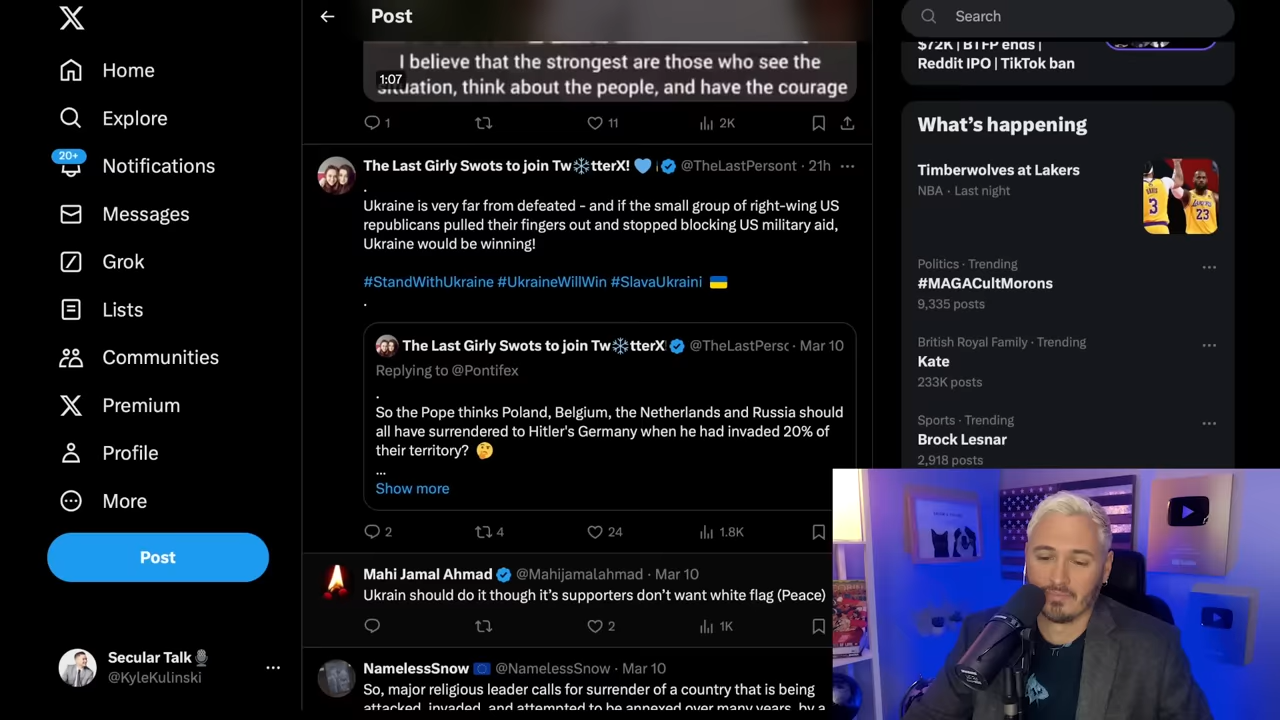 Home
Explore
20+
Notifications
Messages
Grok
Lists
Communities
Premium
Profile
More
Post
Secular Talk
@KyleKulinski
Post
I believe that the strongest are those who see the
1:07
situation, think about the people, and have the courage
1
11
2K
The Last Girly Swots to join Tw❄️tterX! 💙 @TheLastPersont · 21h
.
Ukraine is very far from defeated - and if the small group of right-wing US
republicans pulled their fingers out and stopped blocking US military aid,
Ukraine would be winning!
#StandWithUkraine #UkraineWillWin #SlavaUkraini 🇺🇦
.
The Last Girly Swots to join Tw❄️tterX @TheLastPersc · Mar 10
Replying to @Pontifex
.
So the Pope thinks Poland, Belgium, the Netherlands and Russia should
all have surrendered to Hitler's Germany when he had invaded 20% of
their territory? 🤔
...
Show more
2
4
24
1.8K
Mahi Jamal Ahmad @Mahijamalahmad · Mar 10
Ukrain should do it though it's supporters don't want white flag (Peace)
2
1K
NamelessSnow 🇪🇺 @NamelessSnow · Mar 10
So, major religious leader calls for surrender of a country that is being
attacked, invaded, and attempted to be annexed over many years, by a
Search
$72K | BTFP ends |
Reddit IPO | TikTok ban
What's happening
Timberwolves at Lakers
NBA · Last night
Politics · Trending
#MAGACultMorons
9,335 posts
British Royal Family · Trending
Kate
233K posts
Sports · Trending
Brock Lesnar
2,918 posts